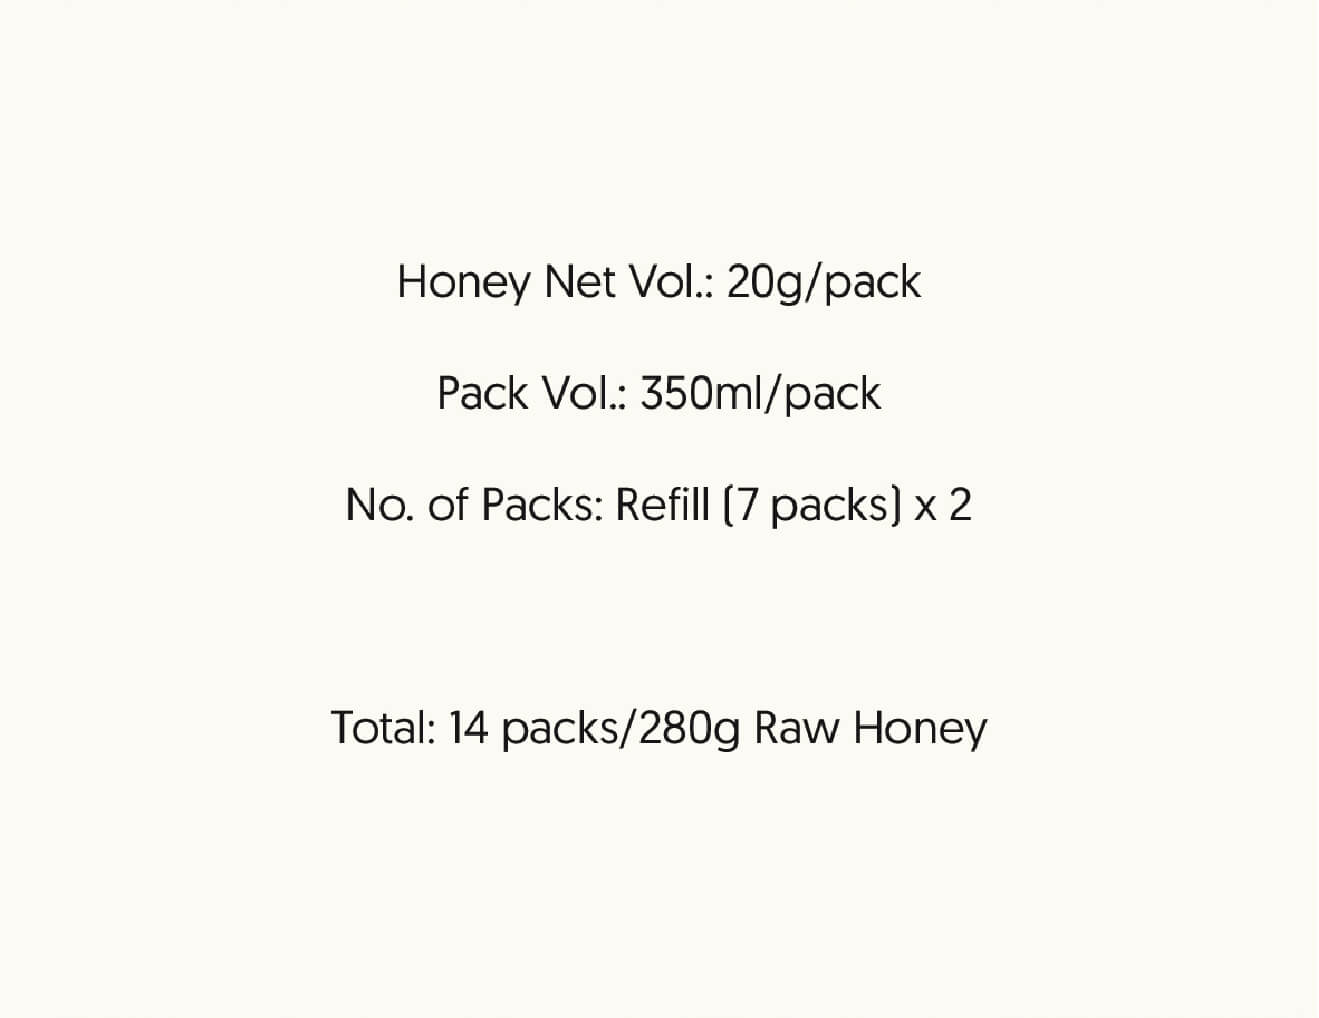 Honey Net Vol.: 20g/pack
Pack Vol.: 350ml/pack
No. of Packs: Refill (7 packs) x 2
Total: 14 packs/280g Raw Honey